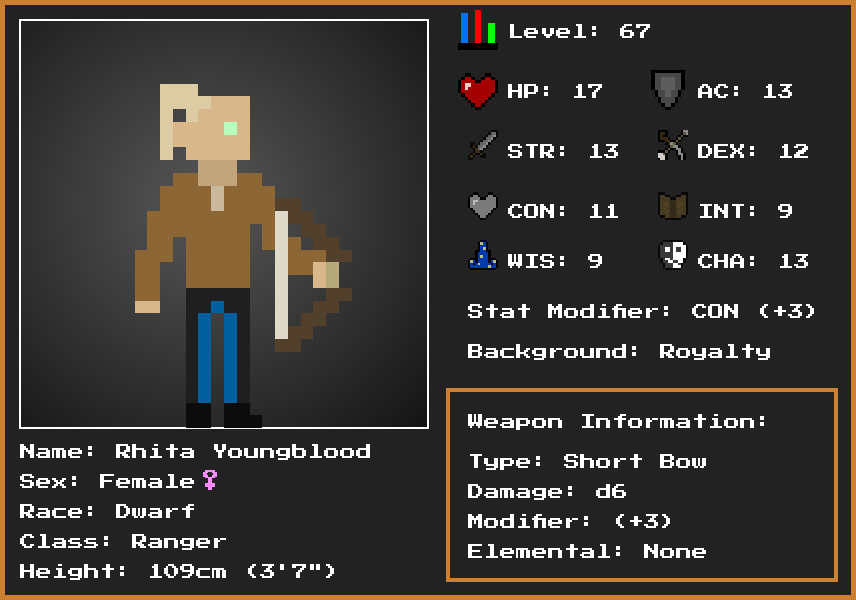 Level: 67
HP: 17 AC: 13
STR: 13 DEX: 12
CON: 11 INT: 9
WIS: 9 CHA: 13
Stat Modifier: CON (+3)
Background: Royalty
Weapon Information:
Type: Short Bow
Damage: d6
Modifier: (+3)
Elemental: None
Name: Rhita Youngblood
Sex: Female♀
Race: Dwarf
Class: Ranger
Height: 109cm (3'7")